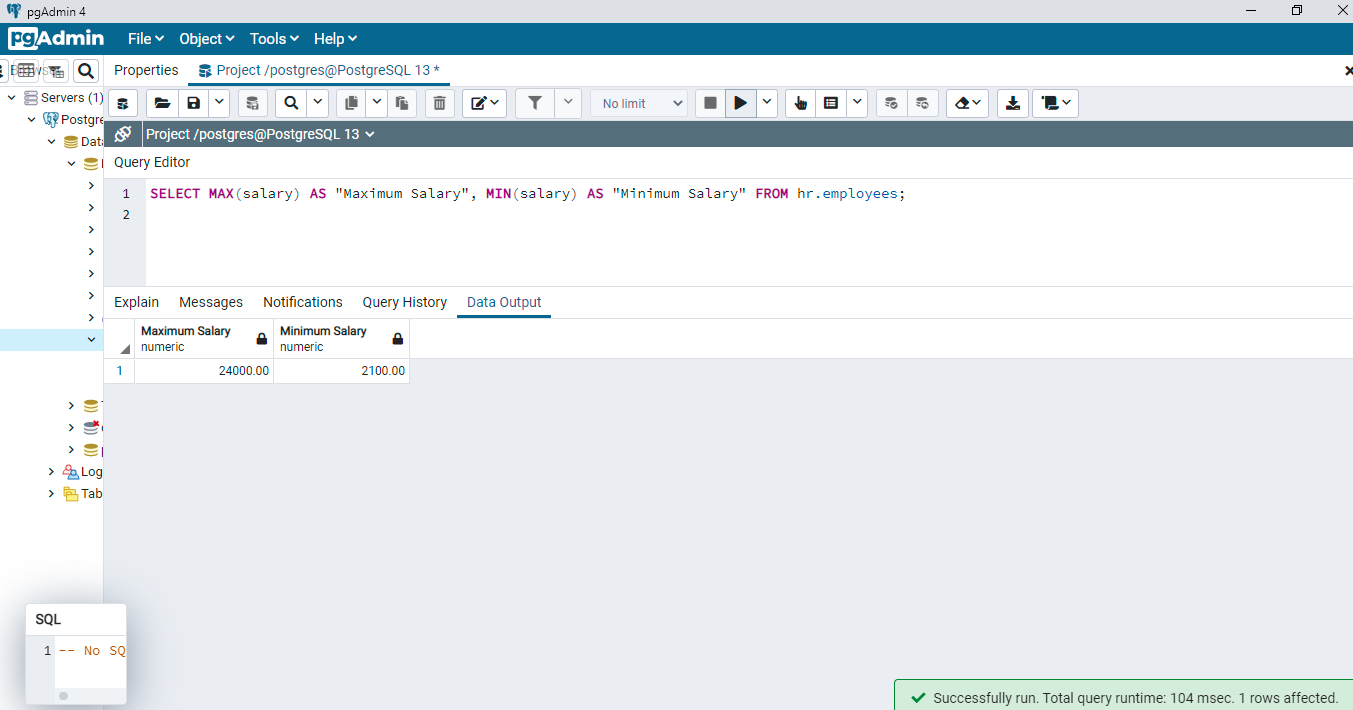 pgAdmin 4
pgAdmin File Object Tools Help
Properties Project /postgres@PostgreSQL 13 *
Servers (1)
No limit
Postgre
Project /postgres@PostgreSQL 13
Data
Query Editor
1 SELECT MAX(salary) AS "Maximum Salary", MIN(salary) AS "Minimum Salary" FROM hr.employees;
2
Explain Messages Notifications Query History Data Output
Maximum Salary Minimum Salary
numeric numeric
1 24000.00 2100.00
Log
Tab
SQL
1 -- No SQ
Successfully run. Total query runtime: 104 msec. 1 rows affected.